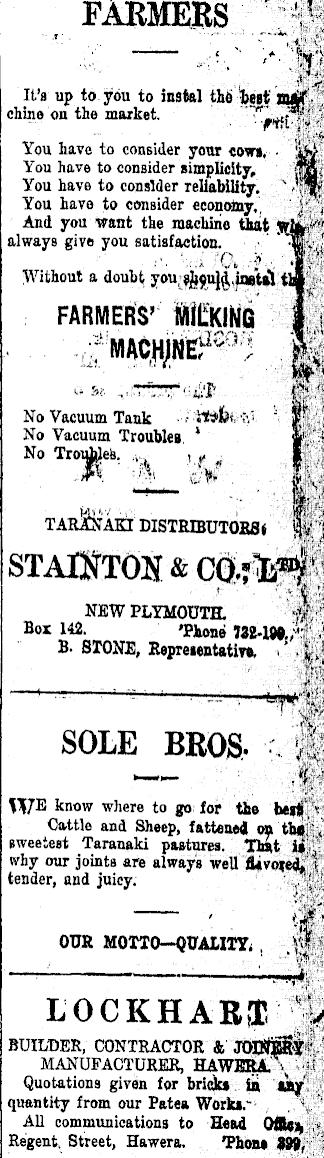 FARMERS
It's up to you to instal the best ma-
chine on the market.
You have to consider your cows.
You have to consider simplicity.
You have to consider reliability.
You have to consider economy.
And you want the machine that will
always give you satisfaction.
Without a doubt you should instal the
FARMERS' MILKING
MACHINE.
No Vacuum Tank
No Vacuum Troubles
No Troubles.
TARANAKI DISTRIBUTORS:
STAINTON & CO., LTD.
NEW PLYMOUTH.
Box 142. 'Phone 732-199.
B. STONE, Representative.
SOLE BROS.
WE know where to go for the best
Cattle and Sheep, fattened on the
sweetest Taranaki pastures. That is
why our joints are always well flavored,
tender, and juicy.
OUR MOTTO—QUALITY.
LOCKHART
BUILDER, CONTRACTOR & JOINERY
MANUFACTURER, HAWERA.
Quotations given for bricks in any
quantity from our Patea Works.
All communications to Head Office,
Regent Street, Hawera. 'Phone 399,